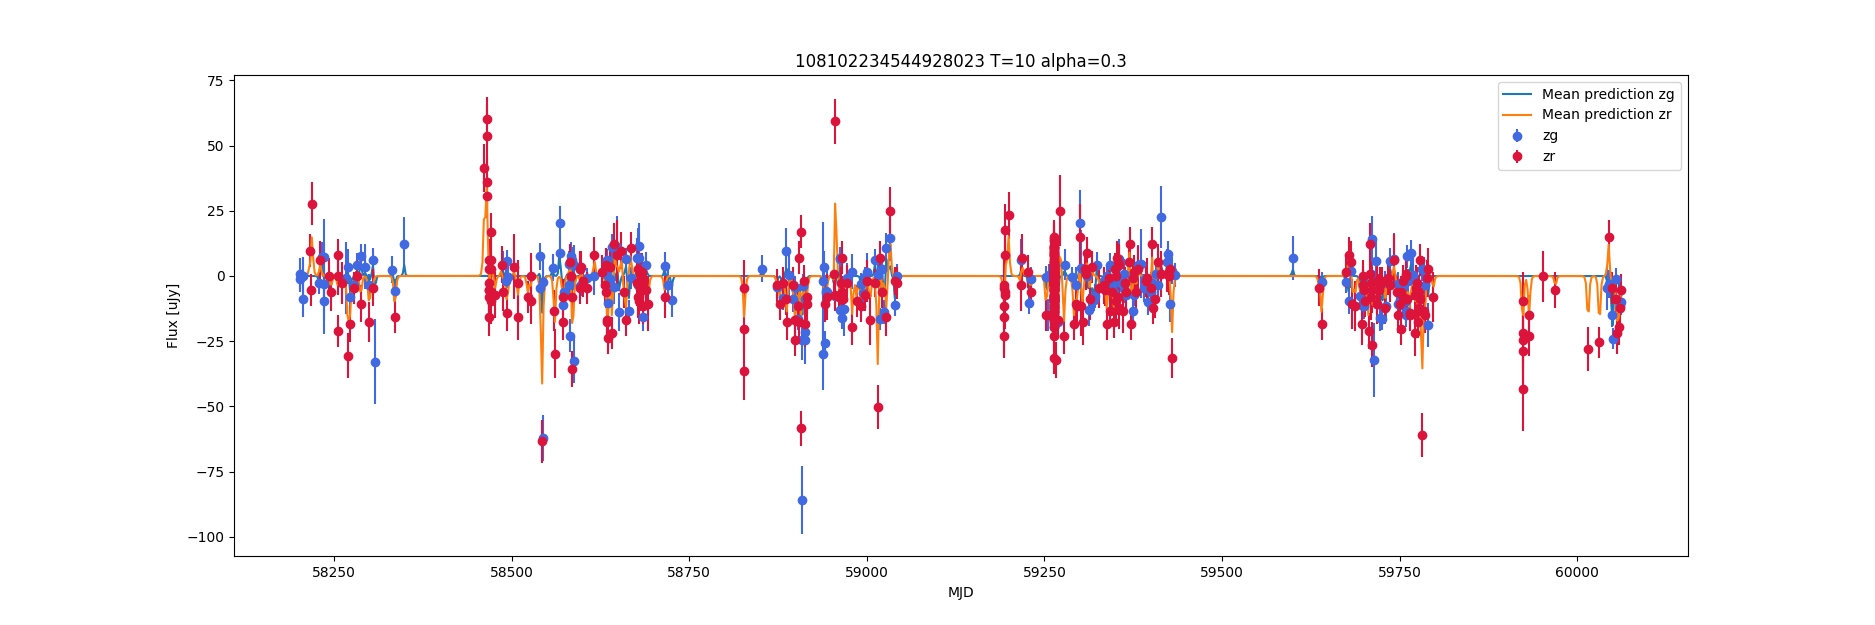 108102234544928023 T=10 alpha=0.3
Mean prediction zg
Mean prediction zr
zg
zr
75
50
25
0
−25
−50
−75
−100
Flux [uJy]
58250 58500 58750 59000 59250 59500 59750 60000
MJD